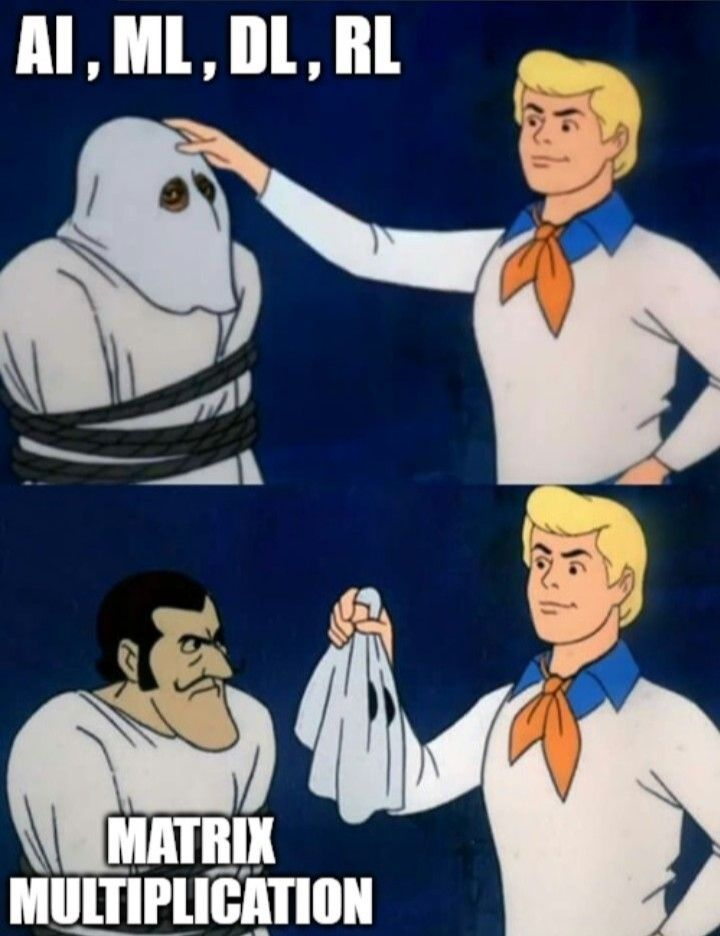 AI , ML , DL , RL
MATRIX
MULTIPLICATION